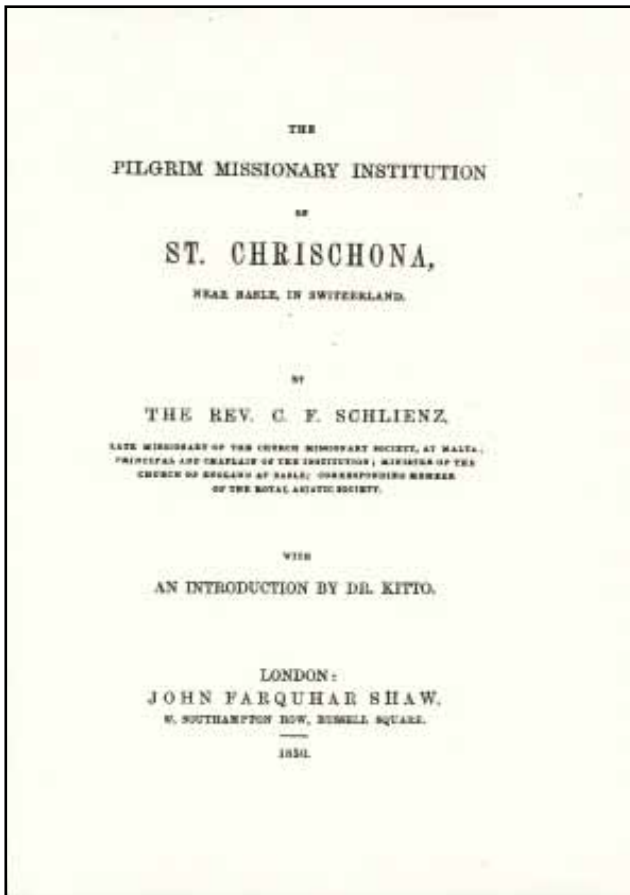 THE
PILGRIM MISSIONARY INSTITUTION
OF
ST. CHRISCHONA,
NEAR BASLE, IN SWITZERLAND.
BY
THE REV. C. F. SCHLIENZ,
LATE MISSIONARY OF THE CHURCH MISSIONARY SOCIETY, AT MALTA;
PRINCIPAL AND CHAPLAIN OF THE INSTITUTION; MINISTER OF THE
CHURCH OF ENGLAND AT BASLE; CORRESPONDING MEMBER
OF THE ROYAL ASIATIC SOCIETY.
WITH
AN INTRODUCTION BY DR. KITTO.
LONDON:
JOHN FARQUHAR SHAW,
SOUTHAMPTON ROW, RUSSELL SQUARE.
1850.